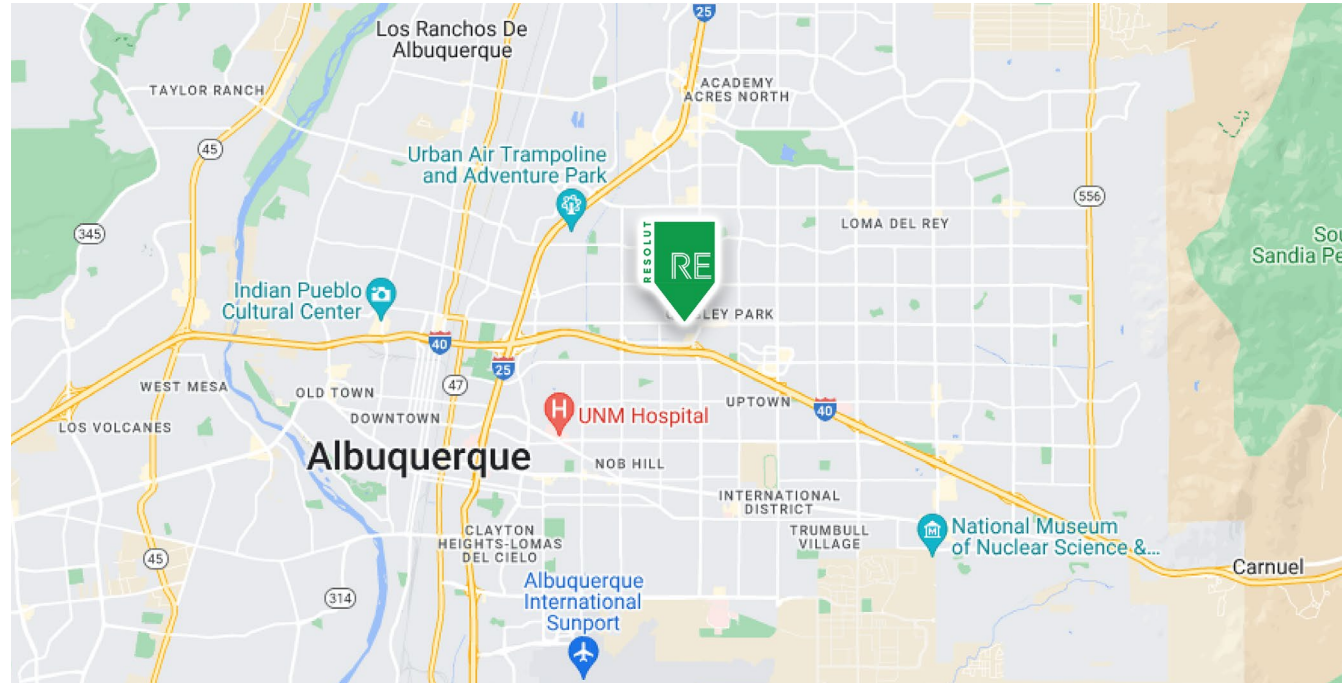 25
Los Ranchos De
Albuquerque
TAYLOR RANCH
ACADEMY
ACRES NORTH
45
Urban Air Trampoline
and Adventure Park
556
345
LOMA DEL REY
RESOLUT
RE
Sou
Sandia Pe
Indian Pueblo
Cultural Center
LEY PARK
40
25
WEST MESA
OLD TOWN
47
UPTOWN
40
DOWNTOWN
UNM Hospital
H
LOS VOLCANES
Albuquerque
NOB HILL
INTERNATIONAL
DISTRICT
CLAYTON
HEIGHTS-LOMAS
DEL CIELO
TRUMBULL
VILLAGE
National Museum
of Nuclear Science &...
M
45
Carnuel
Albuquerque
International
Sunport
314